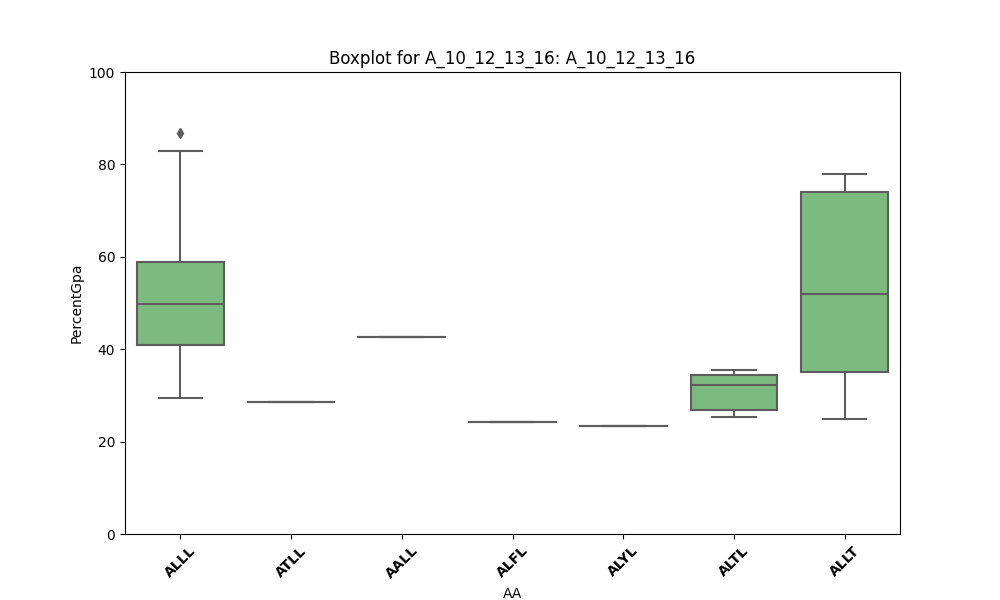 Boxplot for A_10_12_13_16: A_10_12_13_16
100
80
60
40
20
0
PercentGpa
ALLL
ATLL
AALL
ALFL
ALYL
ALTL
ALLT
AA